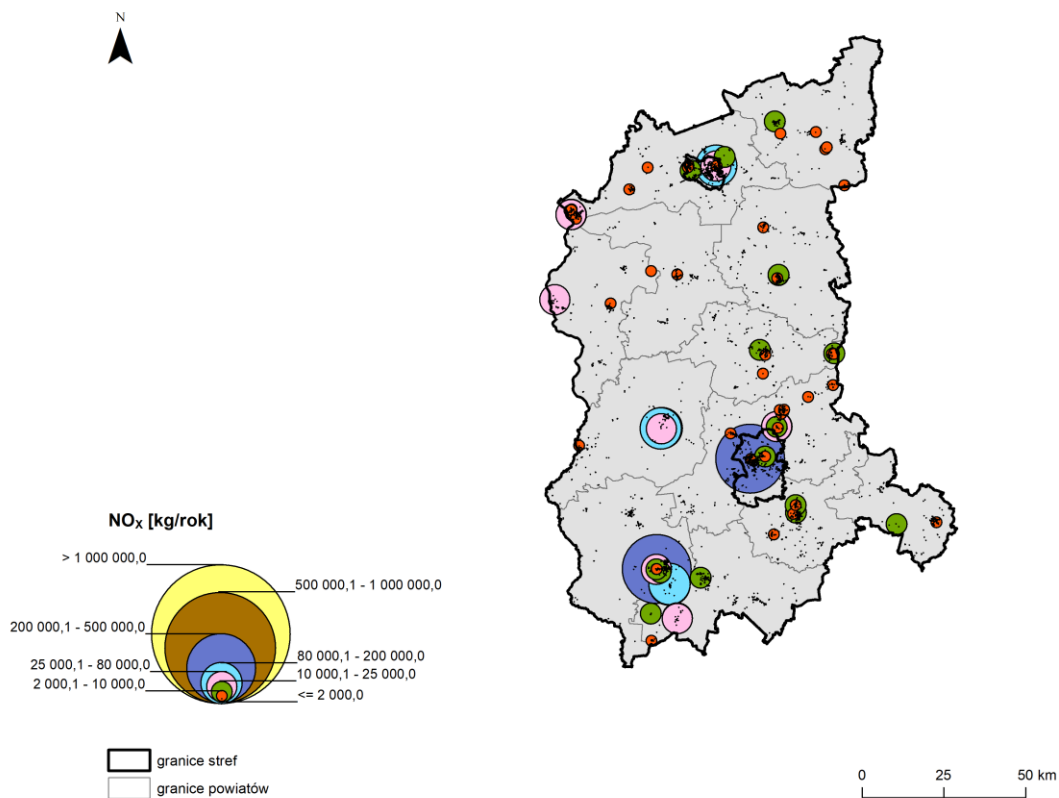 N
NOx [kg/rok]
> 1 000 000,0
500 000,1 - 1 000 000,0
200 000,1 - 500 000,0
80 000,1 - 200 000,0
25 000,1 - 80 000,0
10 000,1 - 25 000,0
2 000,1 - 10 000,0
<= 2 000,0
granice stref
granice powiatów
0 25 50 km